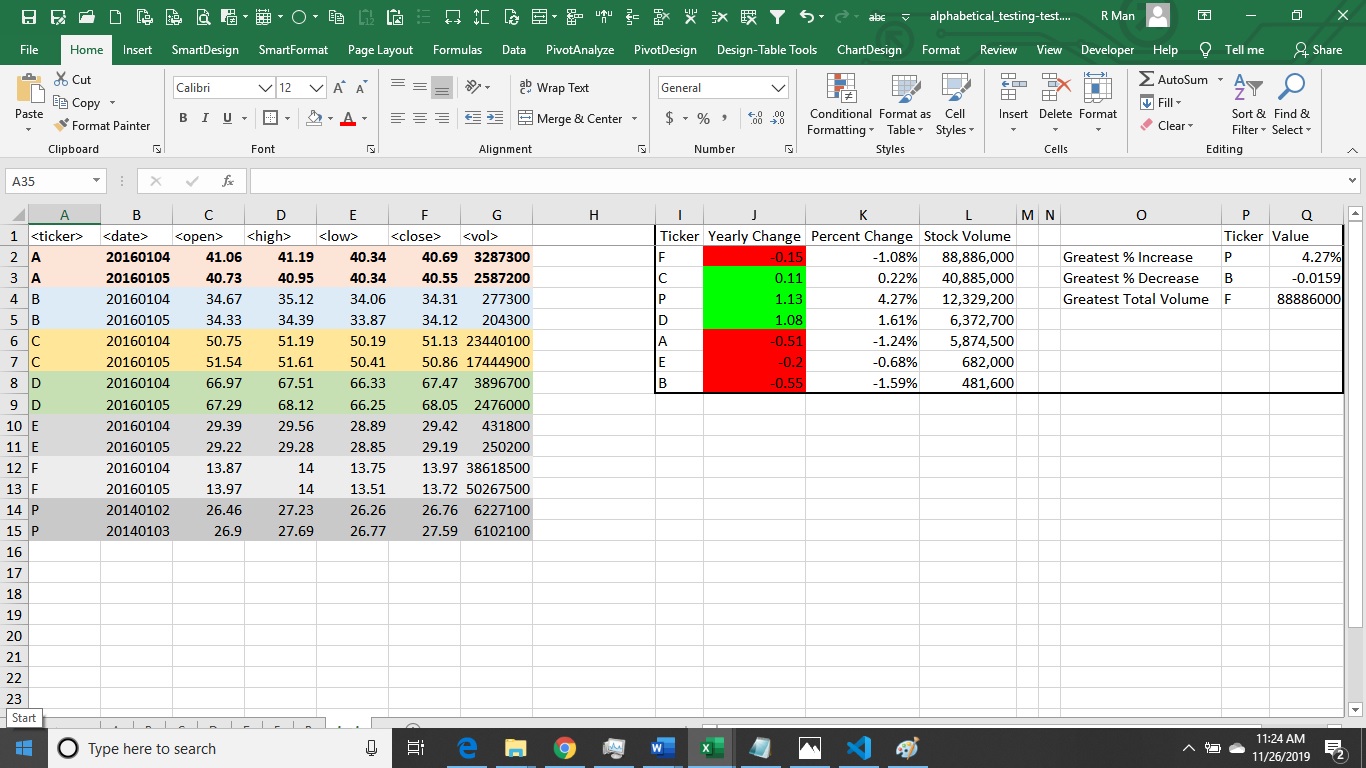 alphabetical_testing-test.... R Man
File Home Insert SmartDesign SmartFormat Page Layout Formulas Data PivotAnalyze PivotDesign Design-Table Tools ChartDesign Format Review View Developer Help Tell me Share
Paste Cut Copy Format Painter
Calibri 12
B I U A A A
ab Wrap Text
Merge & Center
General
$ % ,
Conditional Formatting Format as Table Cell Styles
Insert Delete Format
AutoSum Fill Clear
Sort & Filter Find & Select
Clipboard Font Alignment Number Styles Cells Editing
A35 fx
A B C D E F G H I J K L M N O P Q
1 <ticker> <date> <open> <high> <low> <close> <vol> Ticker Yearly Change Percent Change Stock Volume Ticker Value
2 A 20160104 41.06 41.19 40.34 40.69 3287300 F -0.15 -1.08% 88,886,000 Greatest % Increase P 4.27%
3 A 20160105 40.73 40.95 40.34 40.55 2587200 C 0.11 0.22% 40,885,000 Greatest % Decrease B -0.0159
4 B 20160104 34.67 35.12 34.06 34.31 277300 P 1.13 4.27% 12,329,200 Greatest Total Volume F 88886000
5 B 20160105 34.33 34.39 33.87 34.12 204300 D 1.08 1.61% 6,372,700
6 C 20160104 50.75 51.19 50.19 51.13 23440100 A -0.51 -1.24% 5,874,500
7 C 20160105 51.54 51.61 50.41 50.86 17444900 E -0.2 -0.68% 682,000
8 D 20160104 66.97 67.51 66.33 67.47 3896700 B -0.55 -1.59% 481,600
9 D 20160105 67.29 68.12 66.25 68.05 2476000
10 E 20160104 29.39 29.56 28.89 29.42 431800
11 E 20160105 29.22 29.28 28.85 29.19 250200
12 F 20160104 13.87 14 13.75 13.97 38618500
13 F 20160105 13.97 14 13.51 13.72 50267500
14 P 20140102 26.46 27.23 26.26 26.76 6227100
15 P 20140103 26.9 27.69 26.77 27.59 6102100
16
17
18
19
20
21
22
23
Start
Type here to search
11:24 AM
11/26/2019
2